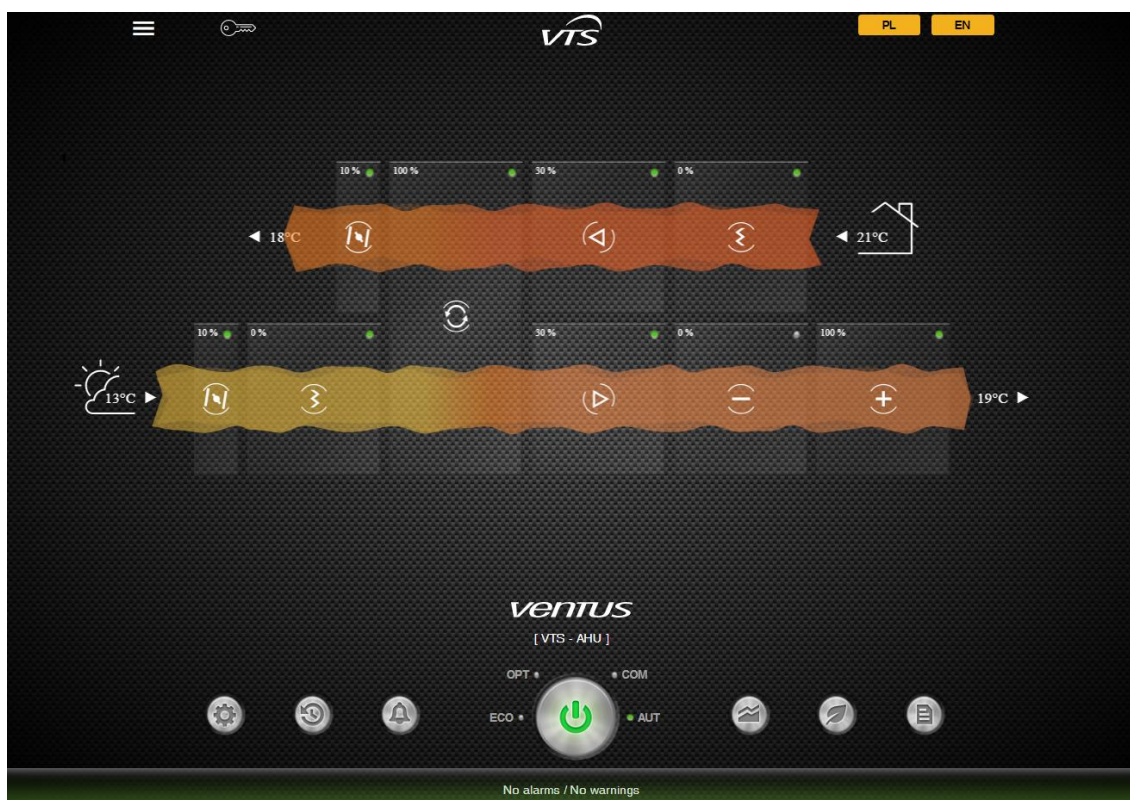 VTS
PL
EN
10 %
100 %
30 %
0 %
18°C
21°C
10 %
0 %
30 %
0 %
100 %
13°C
19°C
VENTUS
[ VTS - AHU ]
OPT
COM
ECO
AUT
No alarms / No warnings